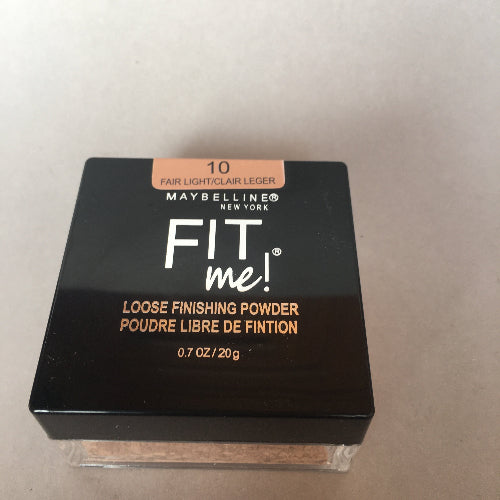 10
FAIR LIGHT/CLAIR LEGER
MAYBELLINE®
NEW YORK
FIT
me!®
LOOSE FINISHING POWDER
POUDRE LIBRE DE FINTION
0.7 OZ/20g